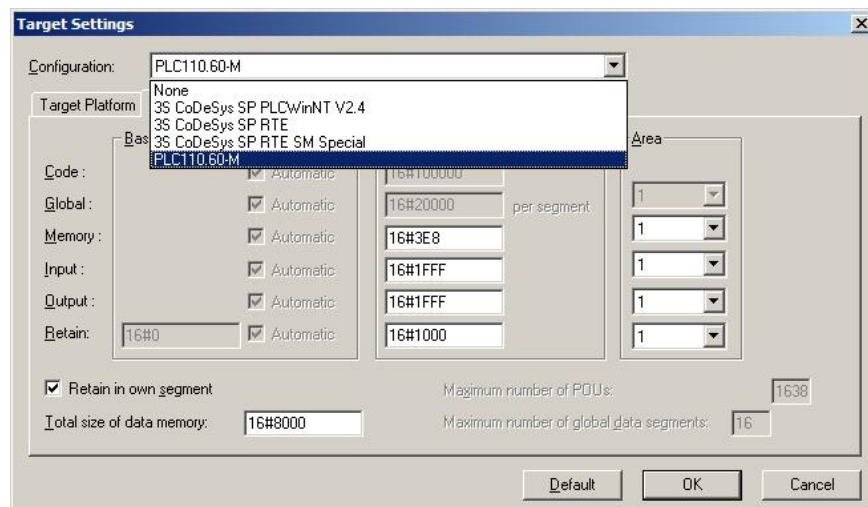 Target Settings
Configuration: PLC110.60-M
None
3S CoDeSys SP PLCWinNT V2.4
3S CoDeSys SP RTE
3S CoDeSys SP RTE SM Special
PLC110.60-M
Target Platform
Bas Area
Code : Automatic 16#100000
Global : Automatic 16#20000 per segment 1
Memory : Automatic 16#3E8 1
Input : Automatic 16#1FFF 1
Output : Automatic 16#1FFF 1
Retain: 16#0 Automatic 16#1000 1
Retain in own segment Maximum number of POUs: 1638
Total size of data memory: 16#8000 Maximum number of global data segments: 16
Default OK Cancel